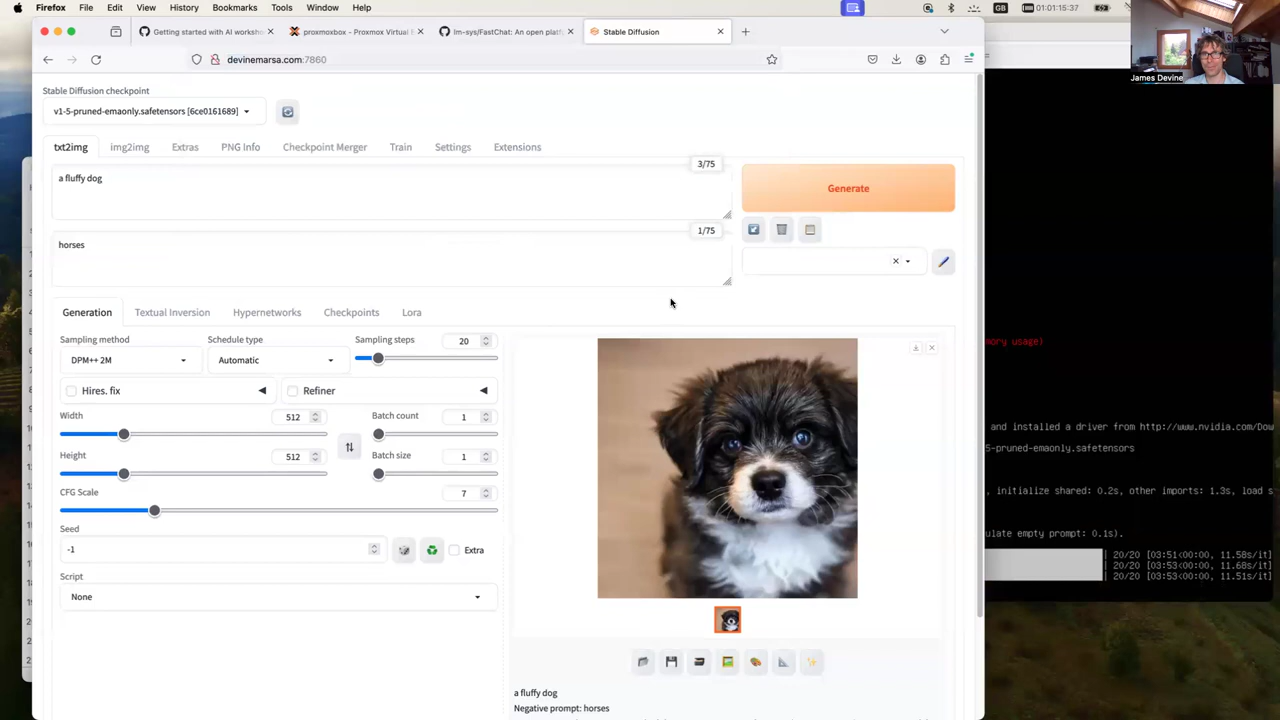 Firefox File Edit View History Bookmarks Tools Window Help 01:01:15:37
Getting started with AI worksho proxmoxbox - Proxmox Virtual lm-sys/FastChat: An open platf Stable Diffusion
James Devine
devinemarsa.com:7860
Stable Diffusion checkpoint
v1-5-pruned-emaonly.safetensors [6ce0161689]
txt2img img2img Extras PNG Info Checkpoint Merger Train Settings Extensions
3/75
a fluffy dog
Generate
1/75
horses
Generation Textual Inversion Hypernetworks Checkpoints Lora
Sampling method Schedule type Sampling steps 20
DPM++ 2M Automatic
mory usage)
Hires. fix Refiner
Width 512 Batch count 1
and installed a driver from http://www.nvidia.com/Dow
5-pruned-emaonly.safetensors
Height 512 Batch size 1
CFG Scale 7
, initialize shared: 0.2s, other imports: 1.3s, load s
Seed
ulate empty prompt: 0.1s).
-1 Extra
| 20/20 [03:51<00:00, 11.58s/it]
| 20/20 [03:53<00:00, 11.68s/it]
| 20/20 [03:53<00:00, 11.51s/it]
Script
None
a fluffy dog
Negative prompt: horses